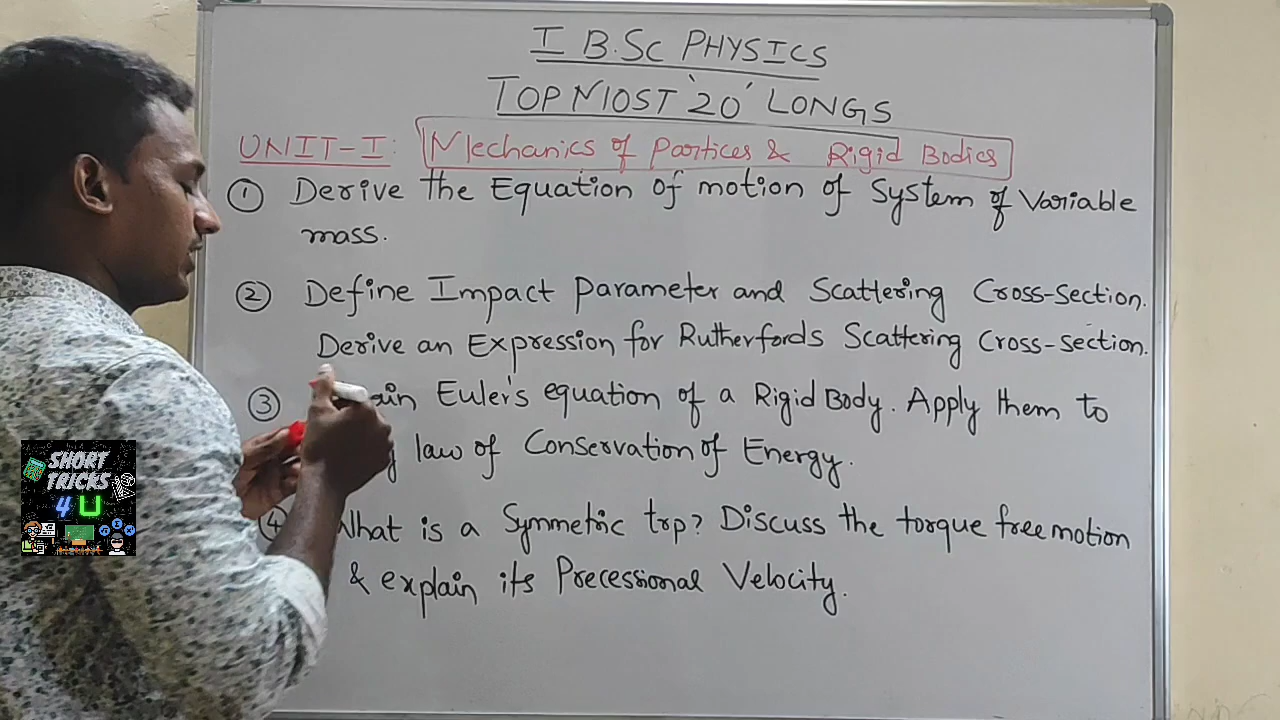 I B.Sc PHYSICS
TOP MOST '20' LONGS
UNIT-I: Mechanics of Partices & Rigid Bodies
① Derive the Equation of motion of System of Variable
mass.
② Define Impact Parameter and Scattering Cross-Section.
Derive an Expression for Rutherfords Scattering Cross-section.
③ Euler's equation of a Rigid Body. Apply them to
law of Conservation of Energy.
④ What is a Symmetric top? Discuss the torque free motion
& explain its Precessional Velocity.
SHORT
TRICKS
4 U